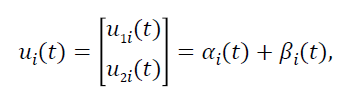 u_i(t) = [u_{1i}(t) u_{2i}(t)] = α_i(t) + β_i(t),